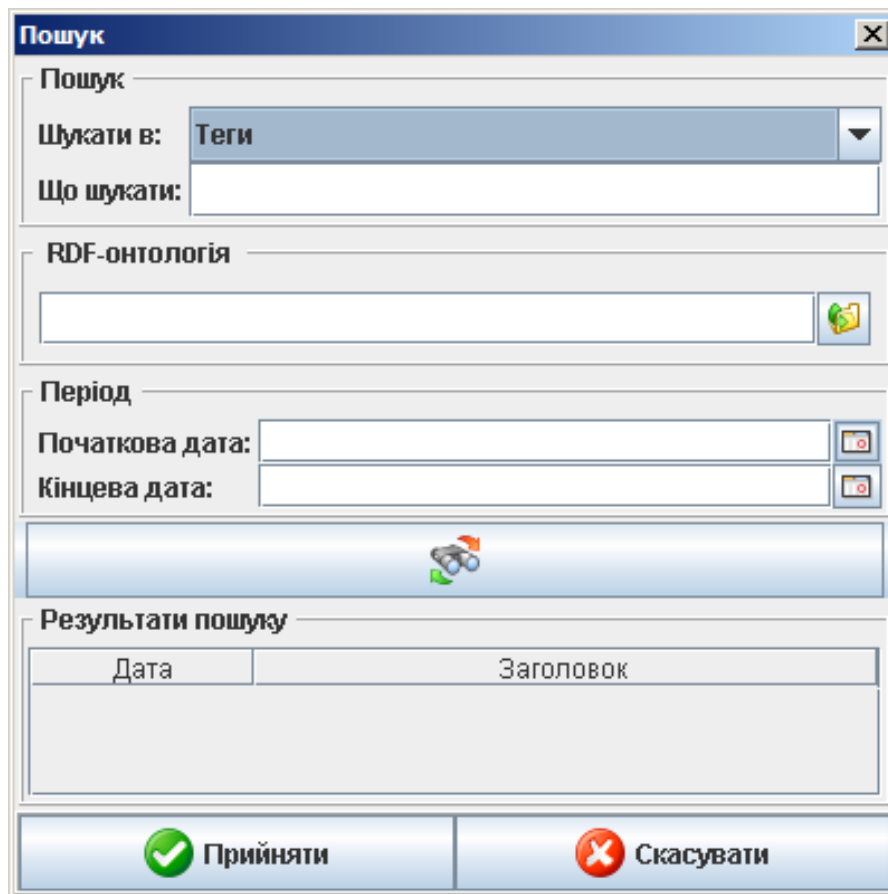 Пошук
Пошук
Шукати в: Теги
Що шукати:
RDF-онтологія
Період
Початкова дата:
Кінцева дата:
Результати пошуку
Дата Заголовок
Прийняти Скасувати